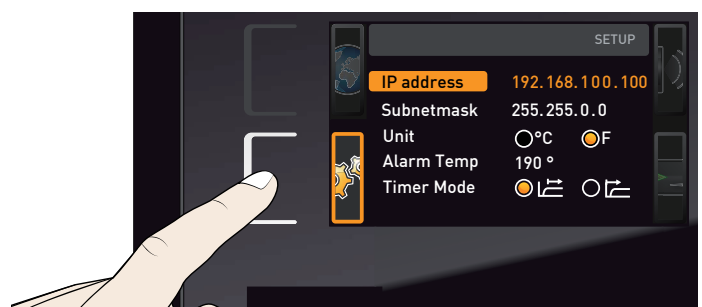 SETUP
IP address 192.168.100.100
Subnetmask 255.255.0.0
Unit °C F
Alarm Temp 190 °
Timer Mode